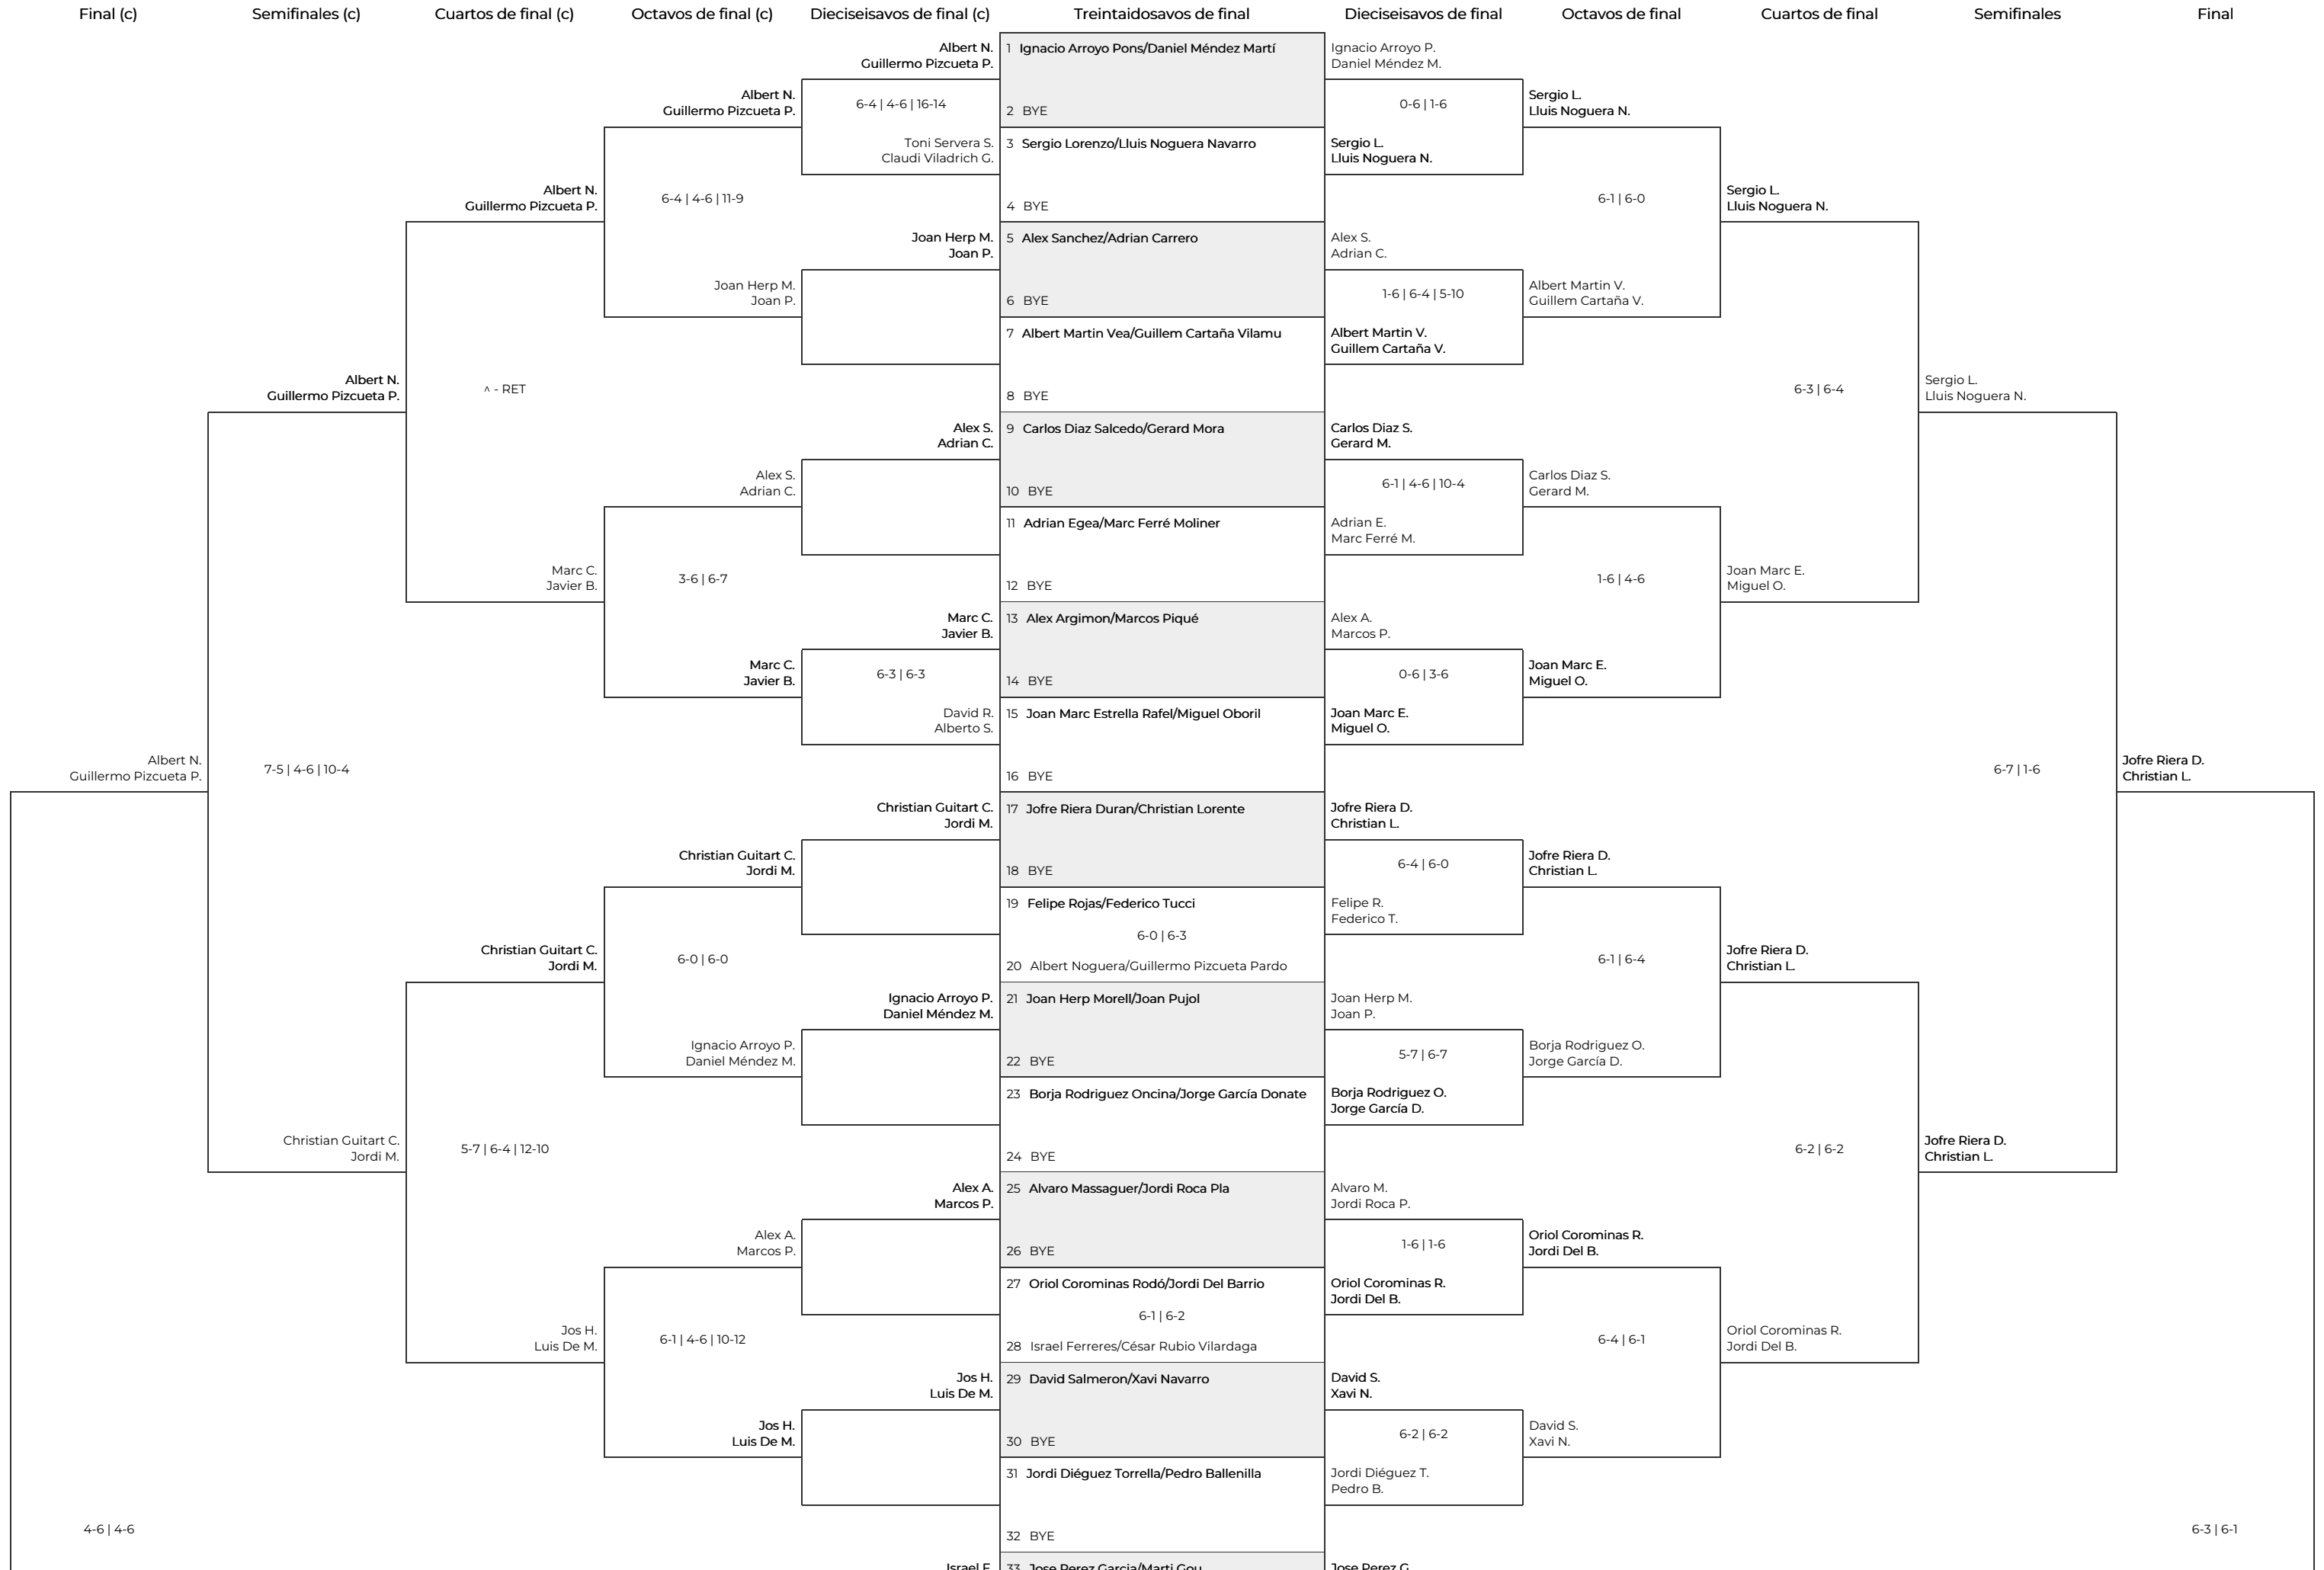 Final (c)
Semifinales (c)
Cuartos de final (c)
Octavos de final (c)
Dieciseisavos de final (c)
Treintaidosavos de final
Dieciseisavos de final
Octavos de final
Cuartos de final
Semifinales
Final
Albert N.
Guillermo Pizcueta P.
4-6 | 4-6
Albert N.
Guillermo Pizcueta P.
7-5 | 4-6 | 10-4
Christian Guitart C.
Jordi M.
Albert N.
Guillermo Pizcueta P.
^ - RET
Marc C.
Javier B.
Christian Guitart C.
Jordi M.
5-7 | 6-4 | 12-10
Jos H.
Luis De M.
Albert N.
Guillermo Pizcueta P.
6-4 | 4-6 | 11-9
Joan Herp M.
Joan P.
Alex S.
Adrian C.
3-6 | 6-7
Marc C.
Javier B.
Christian Guitart C.
Jordi M.
6-0 | 6-0
Ignacio Arroyo P.
Daniel Méndez M.
Alex A.
Marcos P.
6-1 | 4-6 | 10-12
Jos H.
Luis De M.
Albert N.
Guillermo Pizcueta P.
6-4 | 4-6 | 16-14
Toni Servera S.
Claudi Viladrich G.
Joan Herp M.
Joan P.
Alex S.
Adrian C.
Marc C.
Javier B.
6-3 | 6-3
David R.
Alberto S.
Christian Guitart C.
Jordi M.
Ignacio Arroyo P.
Daniel Méndez M.
Alex A.
Marcos P.
Jos H.
Luis De M.
Israel F.
1 Ignacio Arroyo Pons/Daniel Méndez Martí
2 BYE
3 Sergio Lorenzo/Lluis Noguera Navarro
4 BYE
5 Alex Sanchez/Adrian Carrero
6 BYE
7 Albert Martin Vea/Guillem Cartaña Vilamu
8 BYE
9 Carlos Diaz Salcedo/Gerard Mora
10 BYE
11 Adrian Egea/Marc Ferré Moliner
12 BYE
13 Alex Argimon/Marcos Piqué
14 BYE
15 Joan Marc Estrella Rafel/Miguel Oboril
16 BYE
17 Jofre Riera Duran/Christian Lorente
18 BYE
19 Felipe Rojas/Federico Tucci
6-0 | 6-3
20 Albert Noguera/Guillermo Pizcueta Pardo
21 Joan Herp Morell/Joan Pujol
22 BYE
23 Borja Rodriguez Oncina/Jorge García Donate
24 BYE
25 Alvaro Massaguer/Jordi Roca Pla
26 BYE
27 Oriol Corominas Rodó/Jordi Del Barrio
6-1 | 6-2
28 Israel Ferreres/César Rubio Vilardaga
29 David Salmeron/Xavi Navarro
30 BYE
31 Jordi Diéguez Torrella/Pedro Ballenilla
32 BYE
33 Jose Perez Garcia/Marti Gou
Ignacio Arroyo P.
Daniel Méndez M.
0-6 | 1-6
Sergio L.
Lluis Noguera N.
Alex S.
Adrian C.
1-6 | 6-4 | 5-10
Albert Martin V.
Guillem Cartaña V.
Carlos Diaz S.
Gerard M.
6-1 | 4-6 | 10-4
Adrian E.
Marc Ferré M.
Alex A.
Marcos P.
0-6 | 3-6
Joan Marc E.
Miguel O.
Jofre Riera D.
Christian L.
6-4 | 6-0
Felipe R.
Federico T.
Joan Herp M.
Joan P.
5-7 | 6-7
Borja Rodriguez O.
Jorge García D.
Alvaro M.
Jordi Roca P.
1-6 | 1-6
Oriol Corominas R.
Jordi Del B.
David S.
Xavi N.
6-2 | 6-2
Jordi Diéguez T.
Pedro B.
Jose Perez G.
Sergio L.
Lluis Noguera N.
6-1 | 6-0
Albert Martin V.
Guillem Cartaña V.
Carlos Diaz S.
Gerard M.
1-6 | 4-6
Joan Marc E.
Miguel O.
Jofre Riera D.
Christian L.
6-1 | 6-4
Borja Rodriguez O.
Jorge García D.
Oriol Corominas R.
Jordi Del B.
6-4 | 6-1
David S.
Xavi N.
Sergio L.
Lluis Noguera N.
6-3 | 6-4
Joan Marc E.
Miguel O.
Jofre Riera D.
Christian L.
6-2 | 6-2
Oriol Corominas R.
Jordi Del B.
Sergio L.
Lluis Noguera N.
6-7 | 1-6
Jofre Riera D.
Christian L.
Jofre Riera D.
Christian L.
6-3 | 6-1